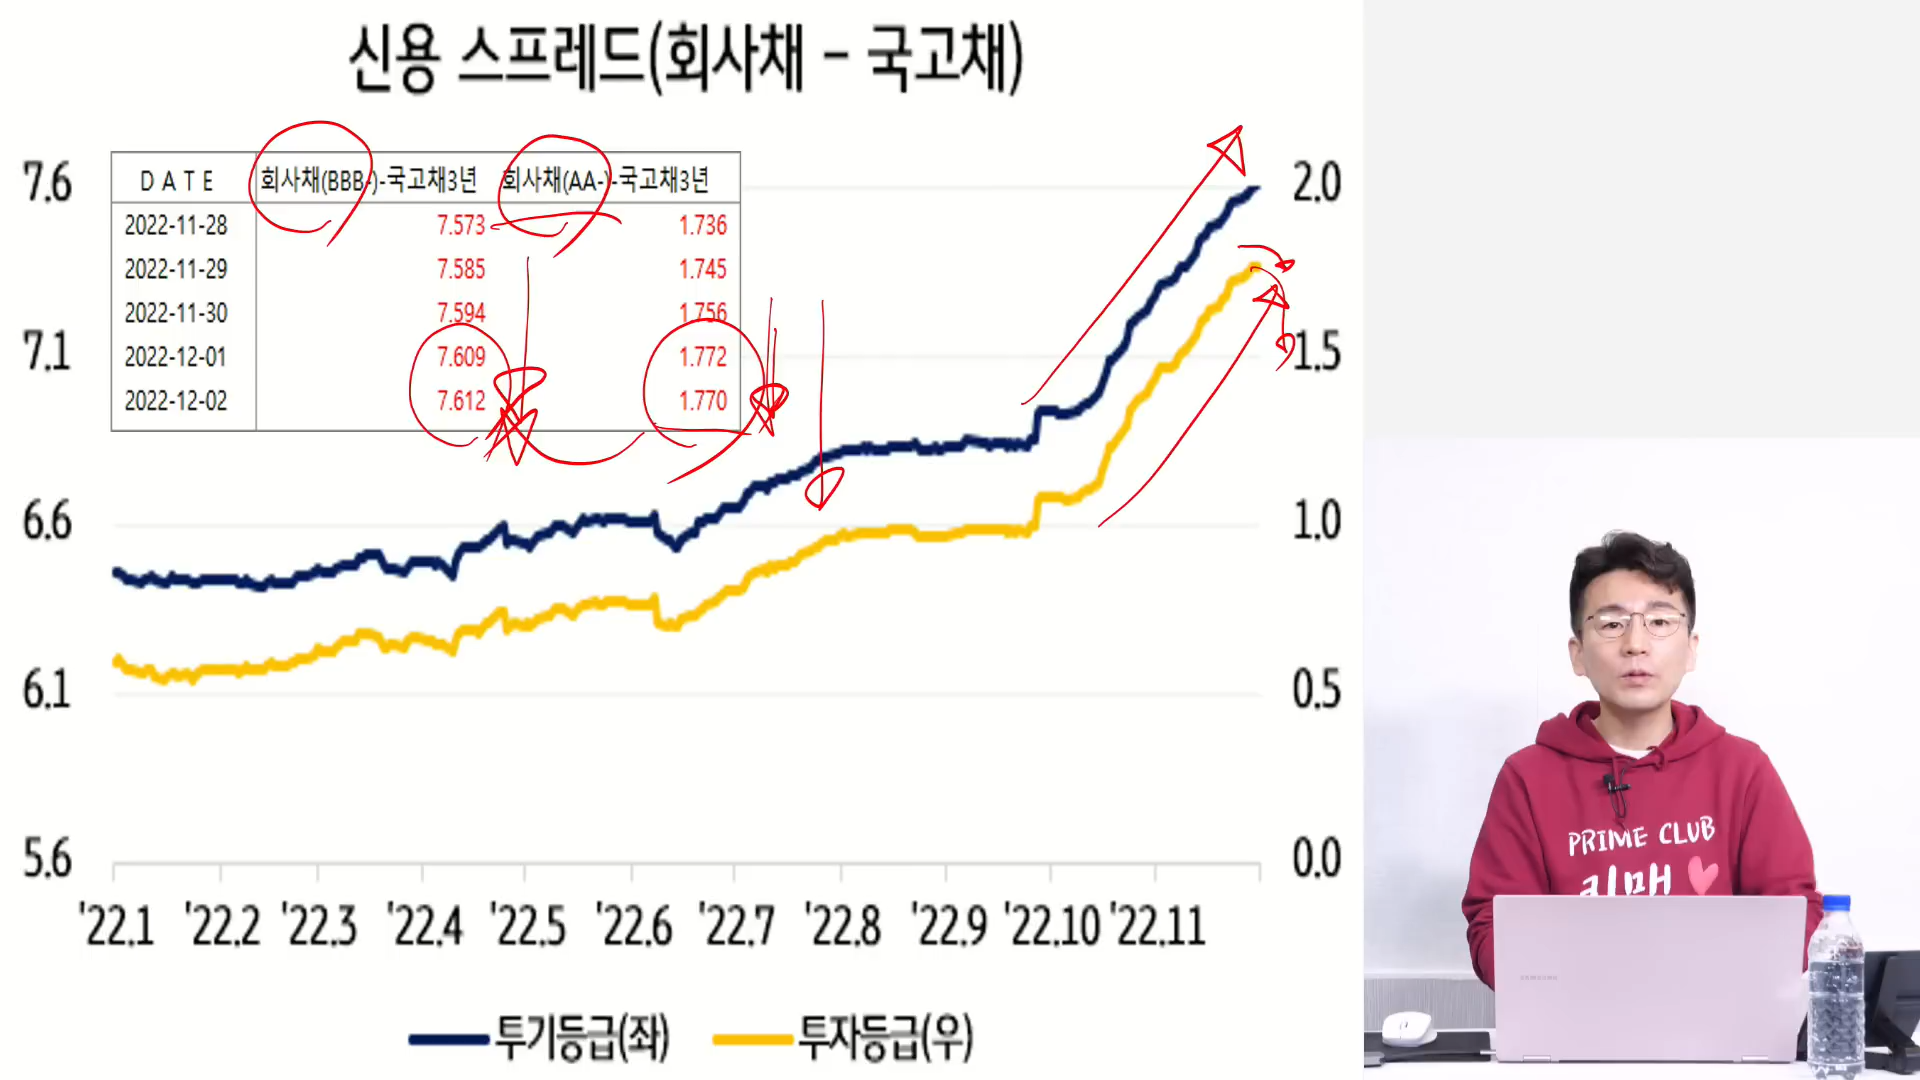 신용 스프레드(회사채 - 국고채)
DATE 회사채(BBB-)-국고채3년 회사채(AA-)-국고채3년
2022-11-28 7.573 1.736
2022-11-29 7.585 1.745
2022-11-30 7.594 1.756
2022-12-01 7.609 1.772
2022-12-02 7.612 1.770
7.6
7.1
6.6
6.1
5.6
2.0
1.5
1.0
0.5
0.0
'22.1 '22.2 '22.3 '22.4 '22.5 '22.6 '22.7 '22.8 '22.9 '22.10 '22.11
투기등급(좌) 투자등급(우)
PRIME CLUB
SAMSUNG